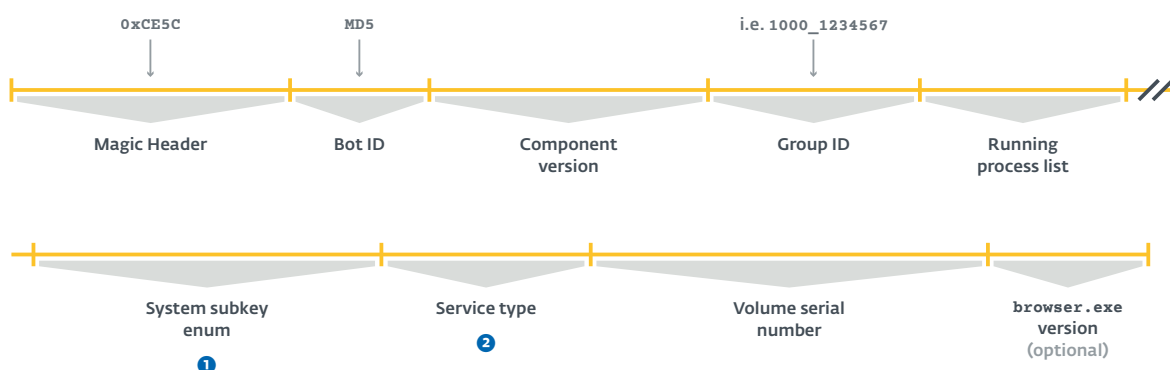 0xCE5C
MD5
i.e. 1000_1234567
Magic Header
Bot ID
Component
version
Group ID
Running
process list
System subkey
enum
1
Service type
2
Volume serial
number
browser.exe
version
(optional)